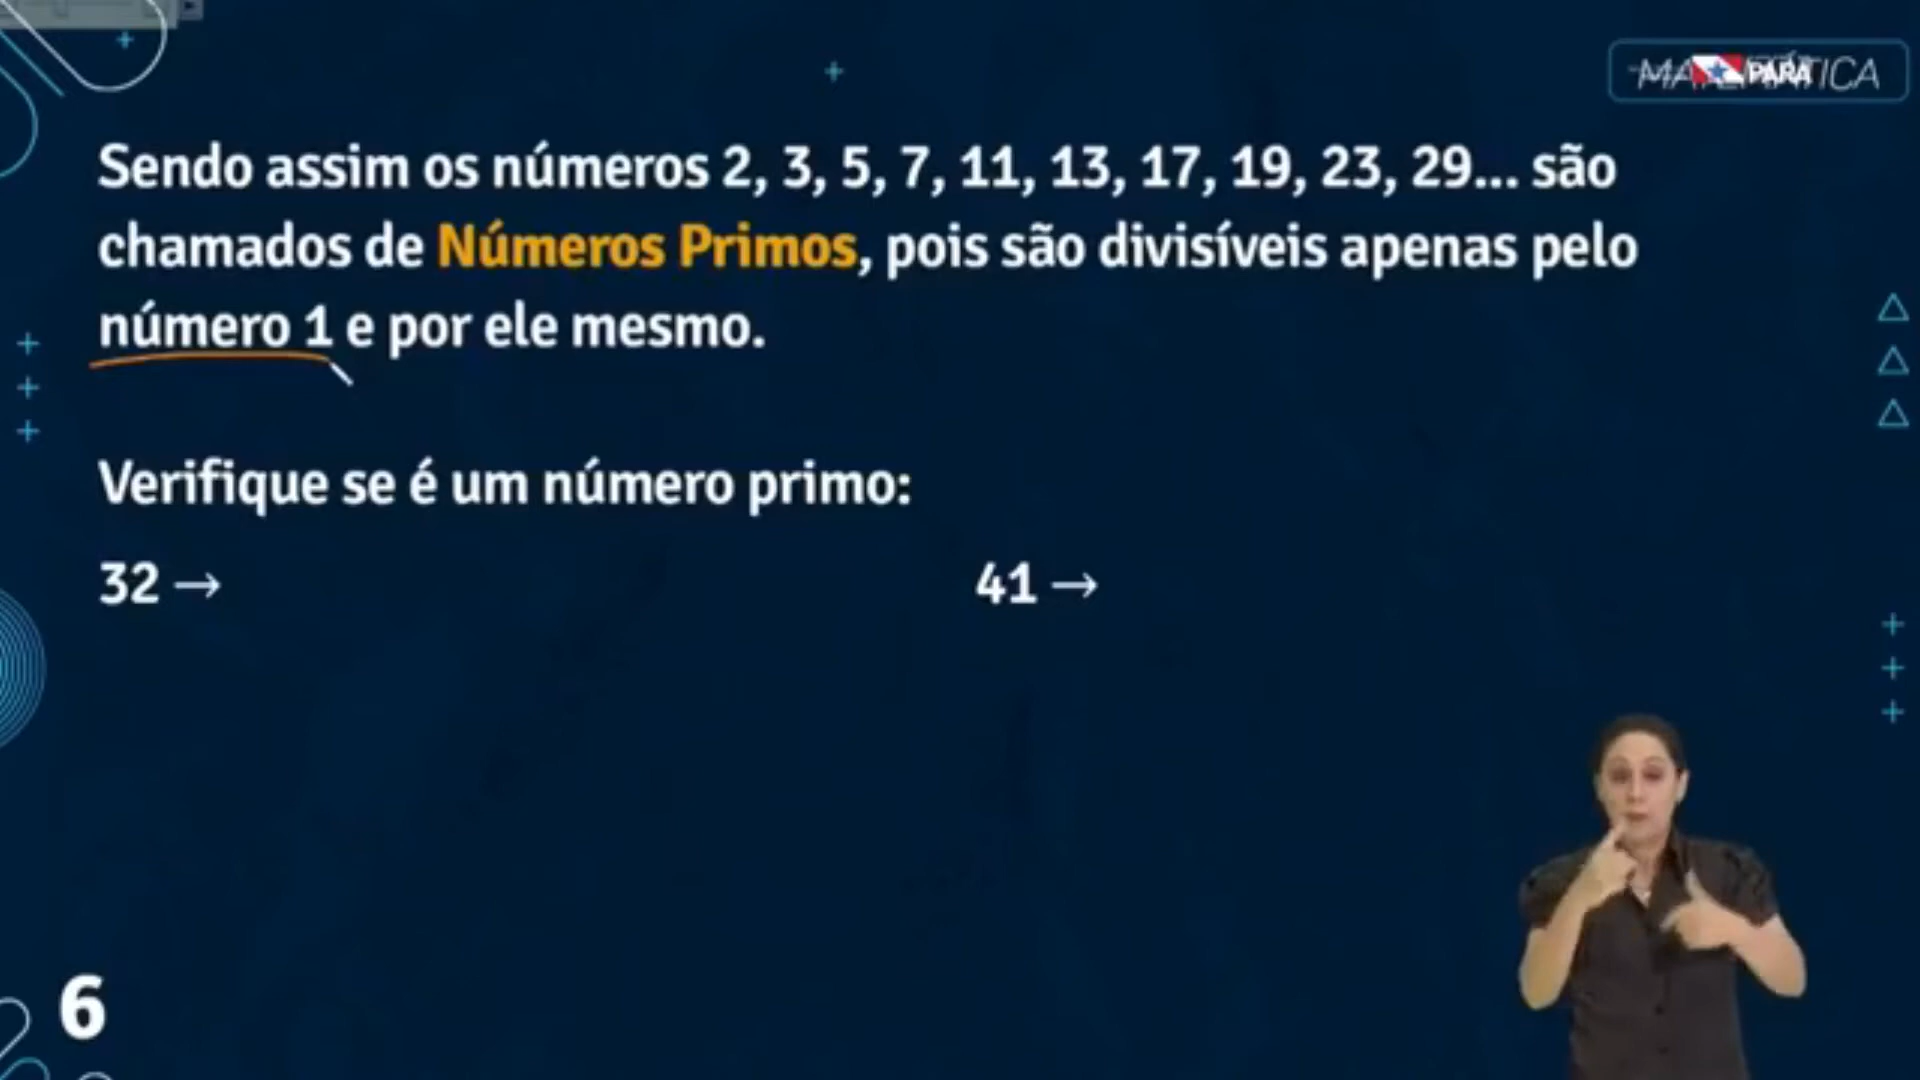 MATEMÁTICA
PARÁ
Sendo assim os números 2, 3, 5, 7, 11, 13, 17, 19, 23, 29... são
chamados de Números Primos, pois são divisíveis apenas pelo
número 1 e por ele mesmo.
Verifique se é um número primo:
32 → 41 →
6